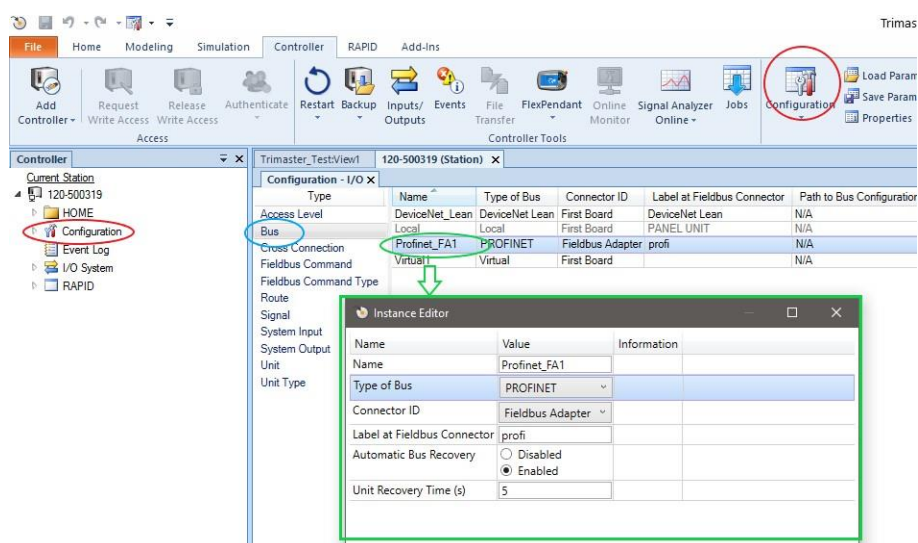 Trimas
File Home Modeling Simulation Controller RAPID Add-Ins
Add Controller
Request Write Access
Release Write Access
Authenticate
Restart
Backup
Inputs/ Outputs
Events
File Transfer
FlexPendant
Online Monitor
Signal Analyzer Online
Jobs
Configuration
Load Param
Save Param
Properties
Access
Controller Tools
Controller
Current Station
120-500319
HOME
Configuration
Event Log
I/O System
RAPID
Trimaster_Test:View1 120-500319 (Station)
Configuration - I/O
Type
Access Level
Bus
Cross Connection
Fieldbus Command
Fieldbus Command Type
Route
Signal
System Input
System Output
Unit
Unit Type
Name Type of Bus Connector ID Label at Fieldbus Connector Path to Bus Configuration
DeviceNet_Lean DeviceNet Lean First Board DeviceNet Lean N/A
Local Local First Board PANEL UNIT N/A
Profinet_FA1 PROFINET Fieldbus Adapter profi N/A
Virtual1 Virtual First Board N/A
Instance Editor
Name Value Information
Name Profinet_FA1
Type of Bus PROFINET
Connector ID Fieldbus Adapter
Label at Fieldbus Connector profi
Automatic Bus Recovery Disabled
Enabled
Unit Recovery Time (s) 5